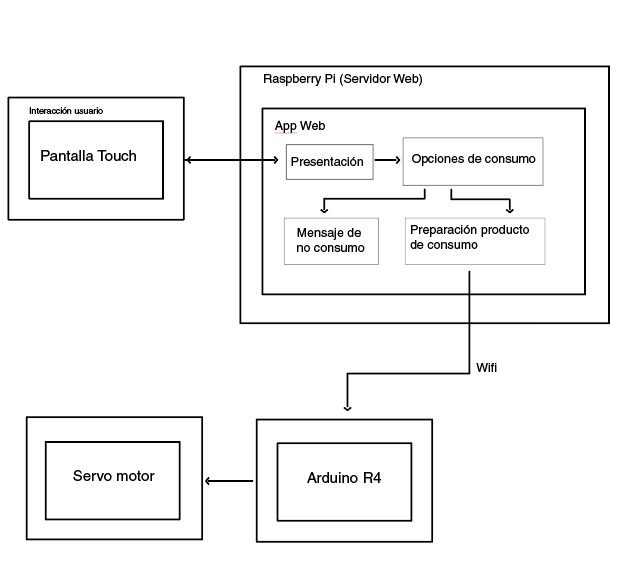 Raspberry Pi (Servidor Web)
Interacción usuario
Pantalla Touch
App Web
Presentación
Opciones de consumo
Mensaje de
no consumo
Preparación producto
de consumo
Wifi
Servo motor
Arduino R4